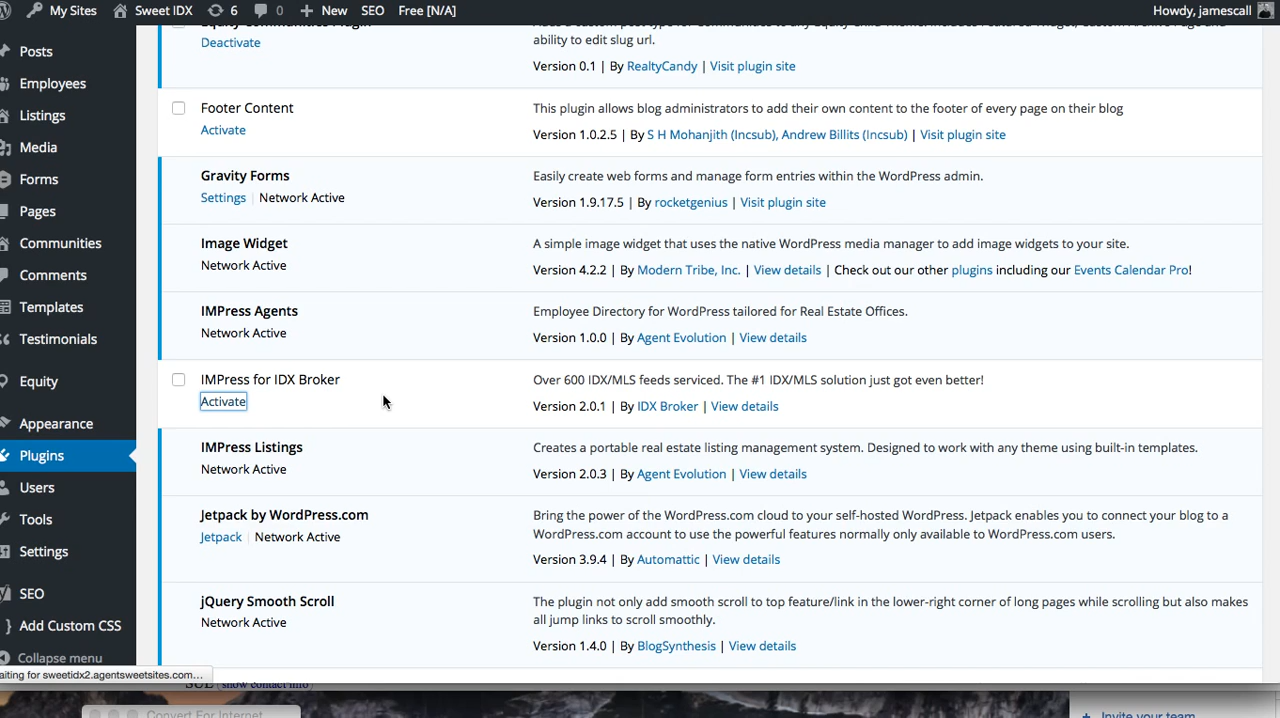 My Sites Sweet IDX 6 0 New SEO Free [N/A] Howdy, jamescall
Posts
Employees
Listings
Media
Forms
Pages
Communities
Comments
Templates
Testimonials
Equity
Appearance
Plugins
Users
Tools
Settings
SEO
Add Custom CSS
Collapse menu
aiting for sweetidx2.agentsweetsites.com...
Deactivate
ability to edit slug url.
Version 0.1 | By RealtyCandy | Visit plugin site
Footer Content
Activate
This plugin allows blog administrators to add their own content to the footer of every page on their blog
Version 1.0.2.5 | By S H Mohanjith (Incsub), Andrew Billits (Incsub) | Visit plugin site
Gravity Forms
Settings | Network Active
Easily create web forms and manage form entries within the WordPress admin.
Version 1.9.17.5 | By rocketgenius | Visit plugin site
Image Widget
Network Active
A simple image widget that uses the native WordPress media manager to add image widgets to your site.
Version 4.2.2 | By Modern Tribe, Inc. | View details | Check out our other plugins including our Events Calendar Pro!
IMPress Agents
Network Active
Employee Directory for WordPress tailored for Real Estate Offices.
Version 1.0.0 | By Agent Evolution | View details
IMPress for IDX Broker
Activate
Over 600 IDX/MLS feeds serviced. The #1 IDX/MLS solution just got even better!
Version 2.0.1 | By IDX Broker | View details
IMPress Listings
Network Active
Creates a portable real estate listing management system. Designed to work with any theme using built-in templates.
Version 2.0.3 | By Agent Evolution | View details
Jetpack by WordPress.com
Jetpack | Network Active
Bring the power of the WordPress.com cloud to your self-hosted WordPress. Jetpack enables you to connect your blog to a
WordPress.com account to use the powerful features normally only available to WordPress.com users.
Version 3.9.4 | By Automattic | View details
jQuery Smooth Scroll
Network Active
The plugin not only add smooth scroll to top feature/link in the lower-right corner of long pages while scrolling but also makes
all jump links to scroll smoothly.
Version 1.4.0 | By BlogSynthesis | View details
show contact info
Convert For Internet
Invite your team